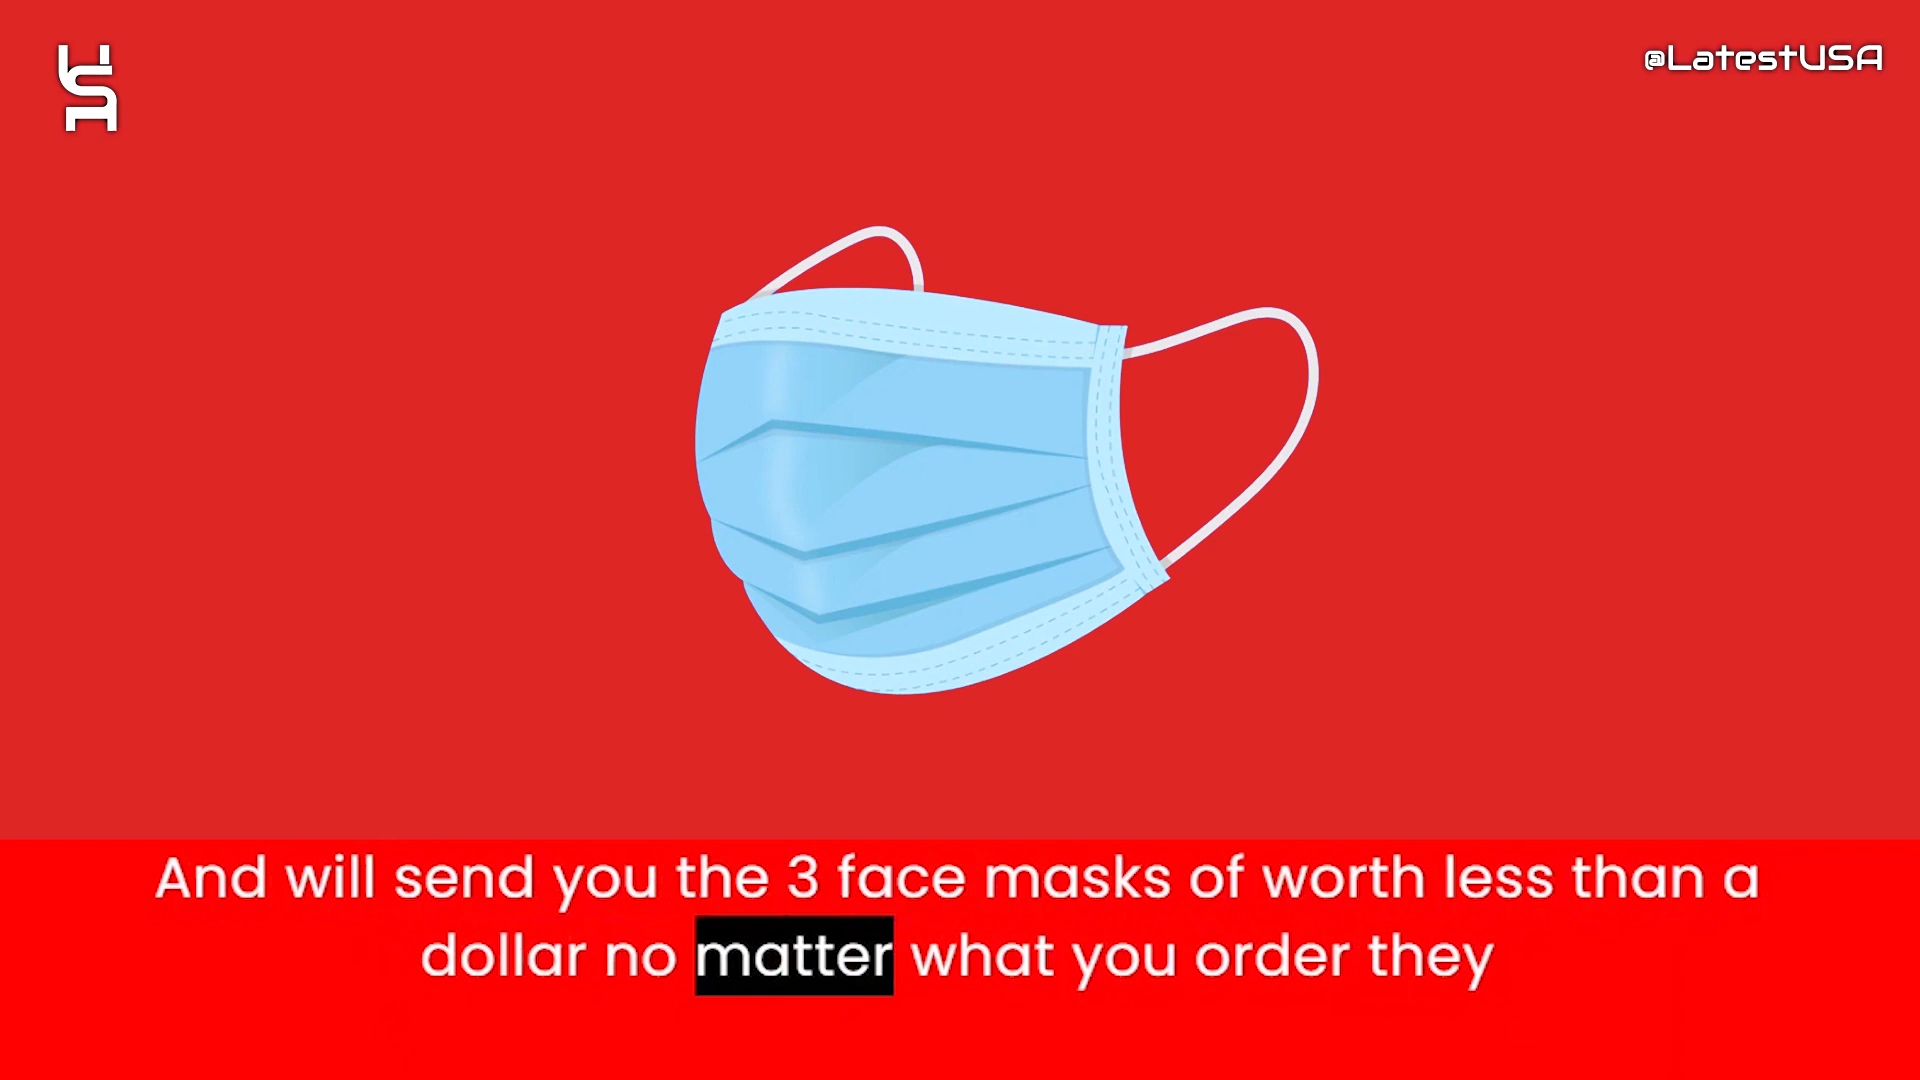 USA
@LatestUSA
And will send you the 3 face masks of worth less than a
dollar no matter what you order they